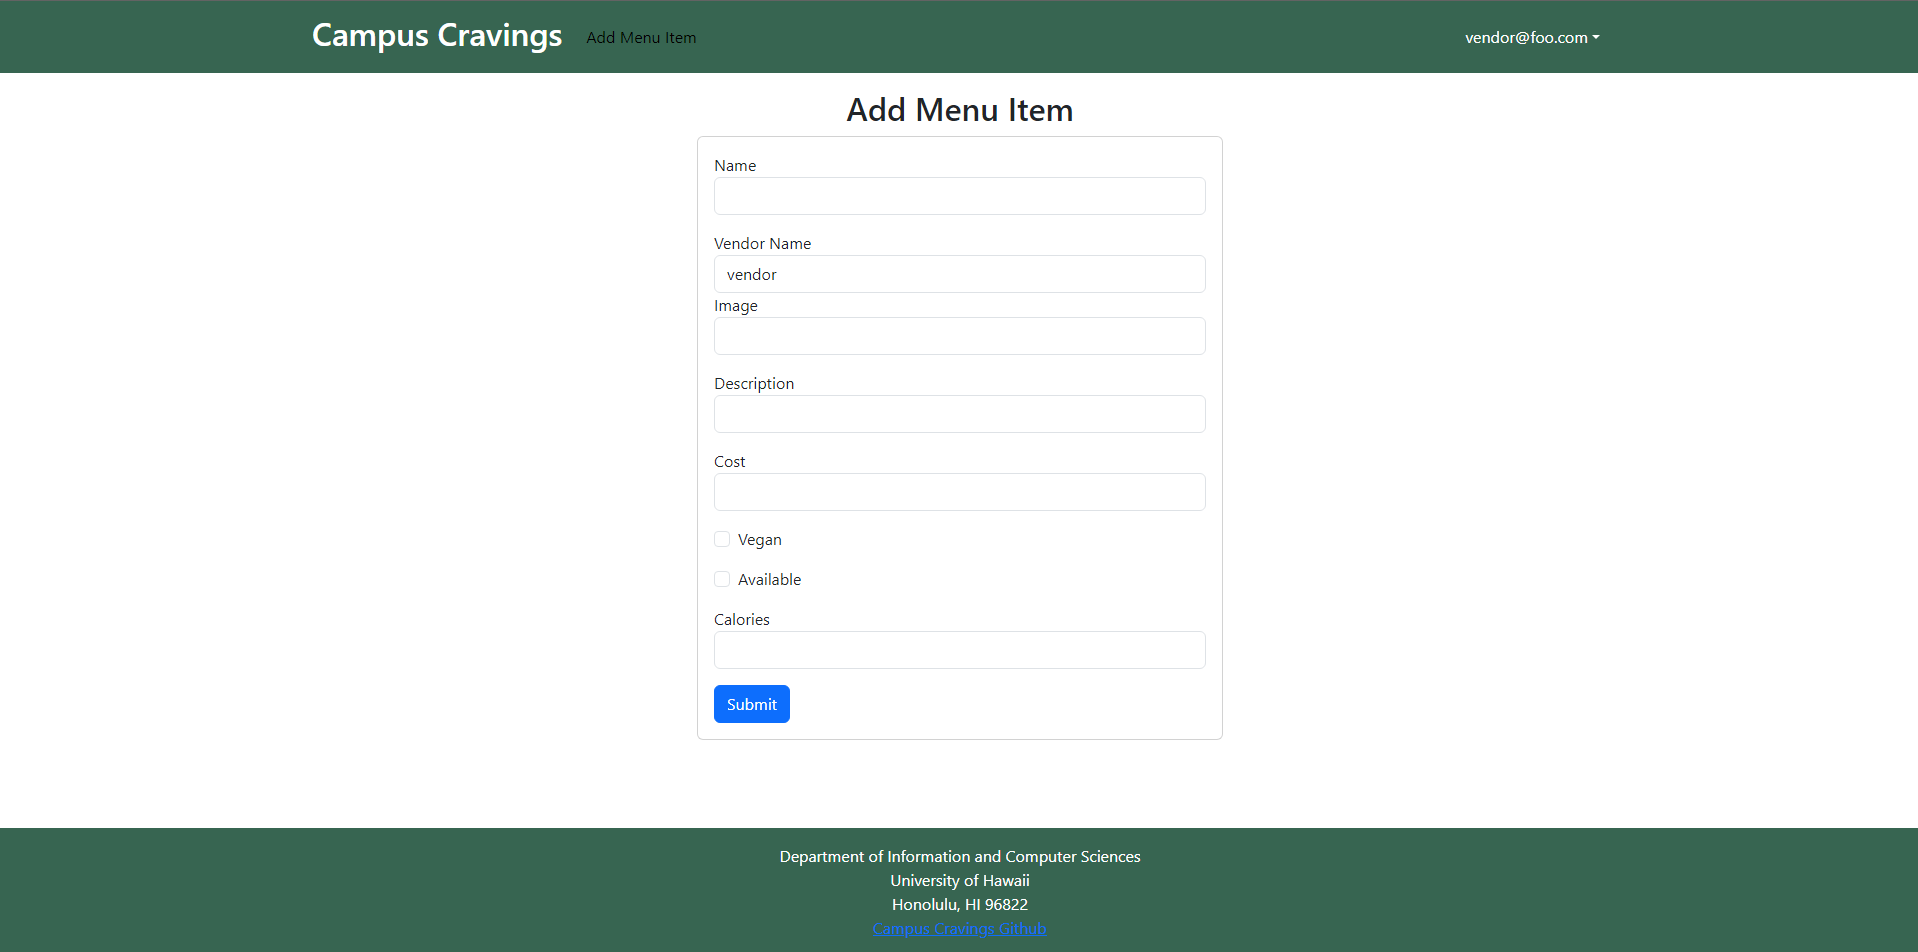 Campus Cravings Add Menu Item vendor@foo.com
Add Menu Item
Name
Vendor Name
vendor
Image
Description
Cost
Vegan
Available
Calories
Submit
Department of Information and Computer Sciences
University of Hawaii
Honolulu, HI 96822
Campus Cravings Github